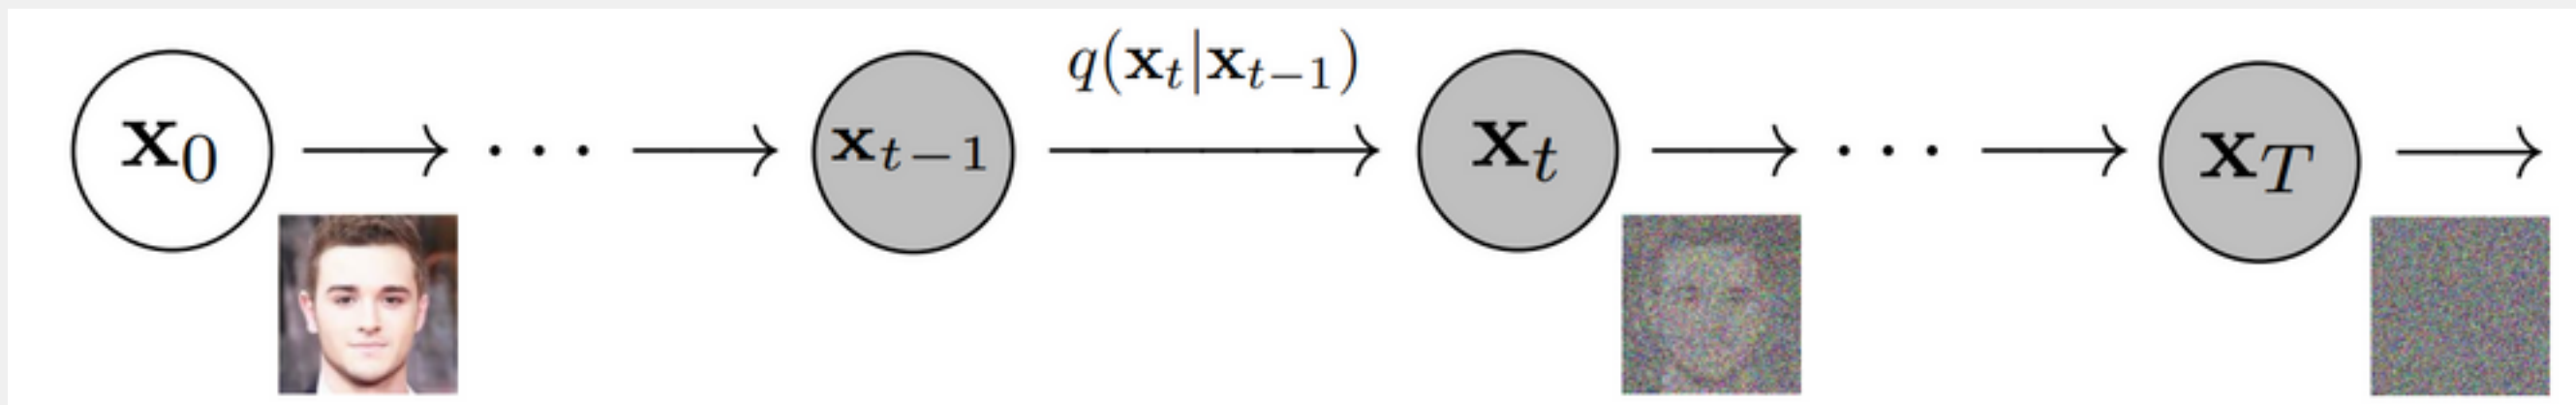 q(x_t|x_{t-1})
x_0 → ··· → x_{t-1} → x_t → ··· → x_T →